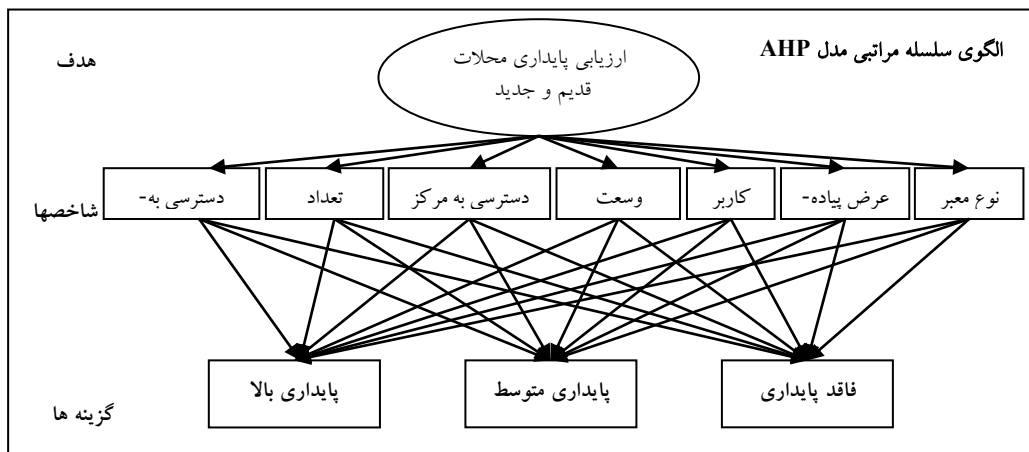 الگوی سلسله مراتبی مدل AHP
هدف
ارزیابی پایداری محلات
قدیم و جدید
شاخصها
نوع معبر
عرض پیاده-
کاربر
وسعت
دسترسی به مرکز
تعداد
دسترسی به-
فاقد پایداری
پایداری متوسط
پایداری بالا
گزینه ها